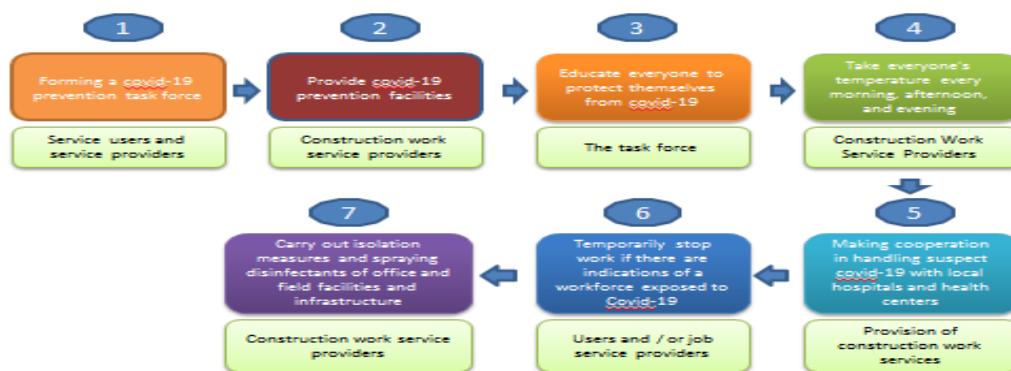 1
Forming a covid-19
prevention task force
Service users and
service providers
2
Provide covid-19
prevention facilities
Construction work
service providers
3
Educate everyone to
protect themselves
from covid-19
The task force
4
Take everyone's
temperature every
morning, afternoon,
and evening
Construction Work
Service Providers
5
Making cooperation
in handling suspect
covid-19 with local
hospitals and health
centers
Provision of
construction work
services
6
Temporarily stop
work if there are
indications of a
workforce exposed to
Covid-19
Users and / or job
service providers
7
Carry out isolation
measures and spraying
disinfectants of office and
field facilities and
infrastructure
Construction work service
providers